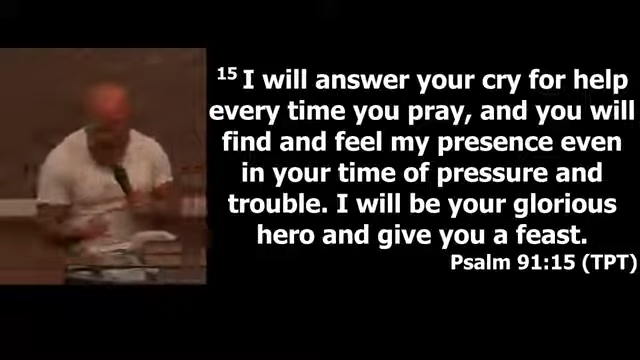 15 I will answer your cry for help
every time you pray, and you will
find and feel my presence even
in your time of pressure and
trouble. I will be your glorious
hero and give you a feast.
Psalm 91:15 (TPT)